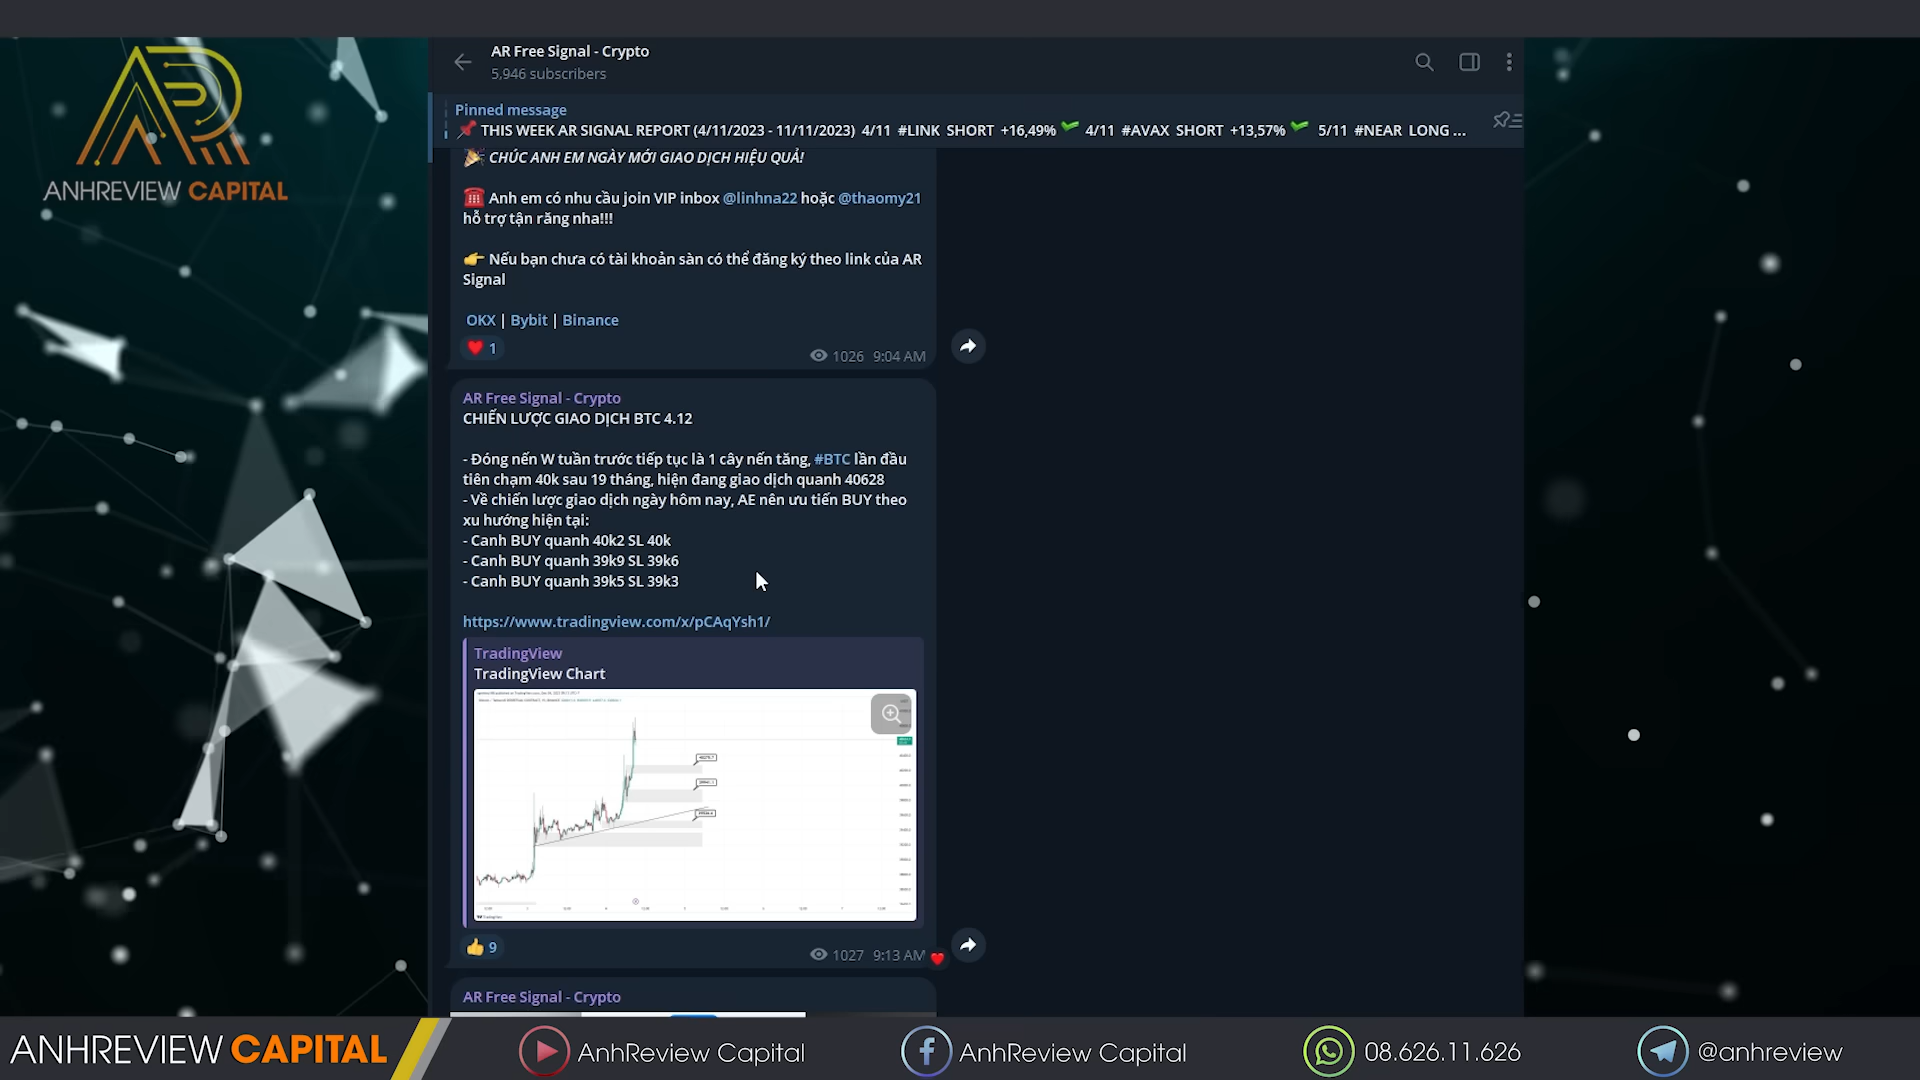 ANHREVIEW CAPITAL
AR Free Signal - Crypto
5,946 subscribers
Pinned message
THIS WEEK AR SIGNAL REPORT (4/11/2023 - 11/11/2023) 4/11 #LINK SHORT +16,49% 4/11 #AVAX SHORT +13,57% 5/11 #NEAR LONG ...
CHÚC ANH EM NGÀY MỚI GIAO DỊCH HIỆU QUẢ!
Anh em có nhu cầu join VIP inbox @linhna22 hoặc @thaomy21
hỗ trợ tận răng nha!!!
Nếu bạn chưa có tài khoản sàn có thể đăng ký theo link của AR
Signal
OKX | Bybit | Binance
1
1026 9:04 AM
AR Free Signal - Crypto
CHIẾN LƯỢC GIAO DỊCH BTC 4.12
- Đóng nến W tuần trước tiếp tục là 1 cây nến tăng, #BTC lần đầu
tiên chạm 40k sau 19 tháng, hiện đang giao dịch quanh 40628
- Về chiến lược giao dịch ngày hôm nay, AE nên ưu tiến BUY theo
xu hướng hiện tại:
- Canh BUY quanh 40k2 SL 40k
- Canh BUY quanh 39k9 SL 39k6
- Canh BUY quanh 39k5 SL 39k3
https://www.tradingview.com/x/pCAqYsh1/
TradingView
TradingView Chart
9
1027 9:13 AM
AR Free Signal - Crypto
ANHREVIEW CAPITAL
AnhReview Capital
AnhReview Capital
08.626.11.626
@anhreview